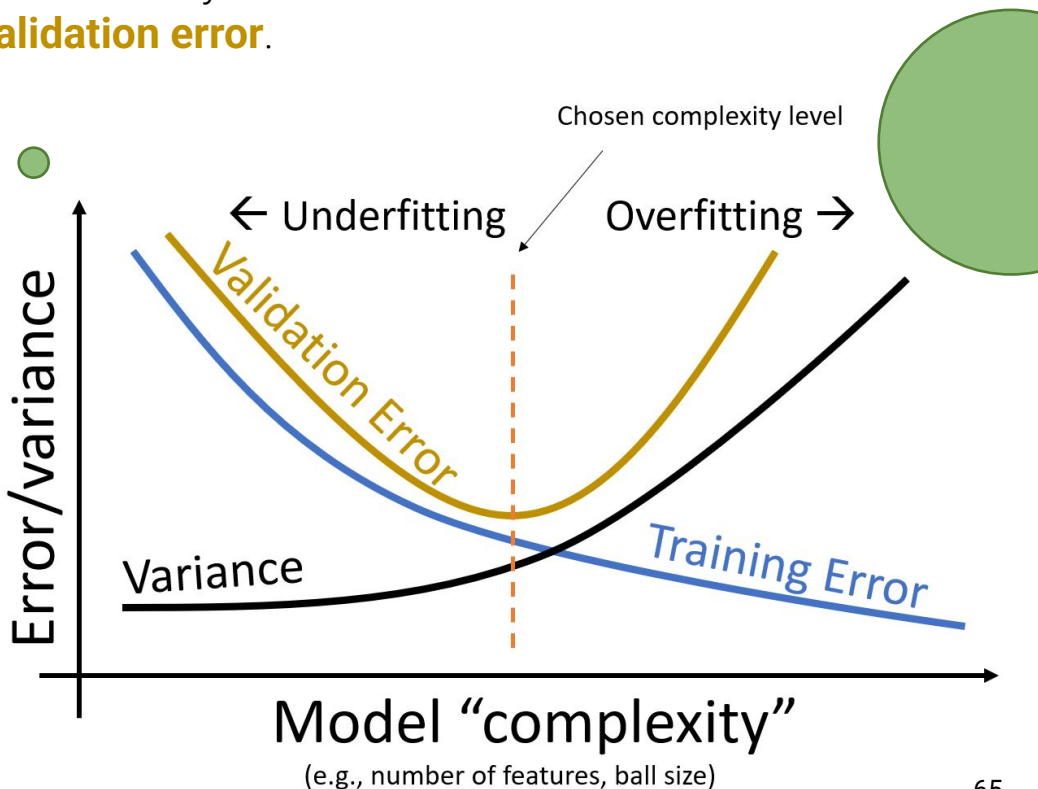 alidation error.
Chosen complexity level
← Underfitting
Overfitting →
Validation Error
Error/variance
Variance
Training Error
Model “complexity”
(e.g., number of features, ball size)
65